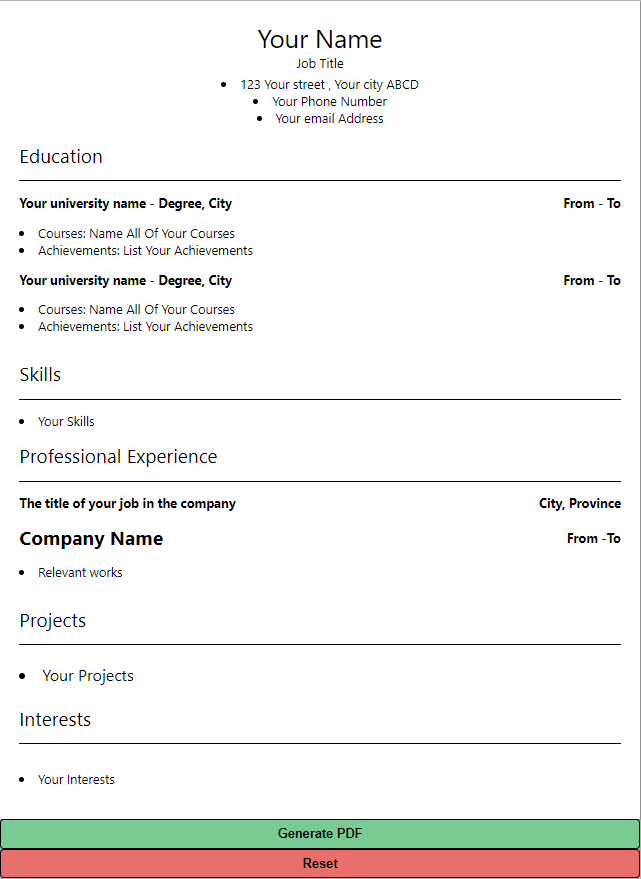 Your Name
Job Title
• 123 Your street , Your city ABCD
• Your Phone Number
• Your email Address
Education
Your university name - Degree, City From - To
• Courses: Name All Of Your Courses
• Achievements: List Your Achievements
Your university name - Degree, City From - To
• Courses: Name All Of Your Courses
• Achievements: List Your Achievements
Skills
• Your Skills
Professional Experience
The title of your job in the company City, Province
Company Name From -To
• Relevant works
Projects
• Your Projects
Interests
• Your Interests
Generate PDF
Reset